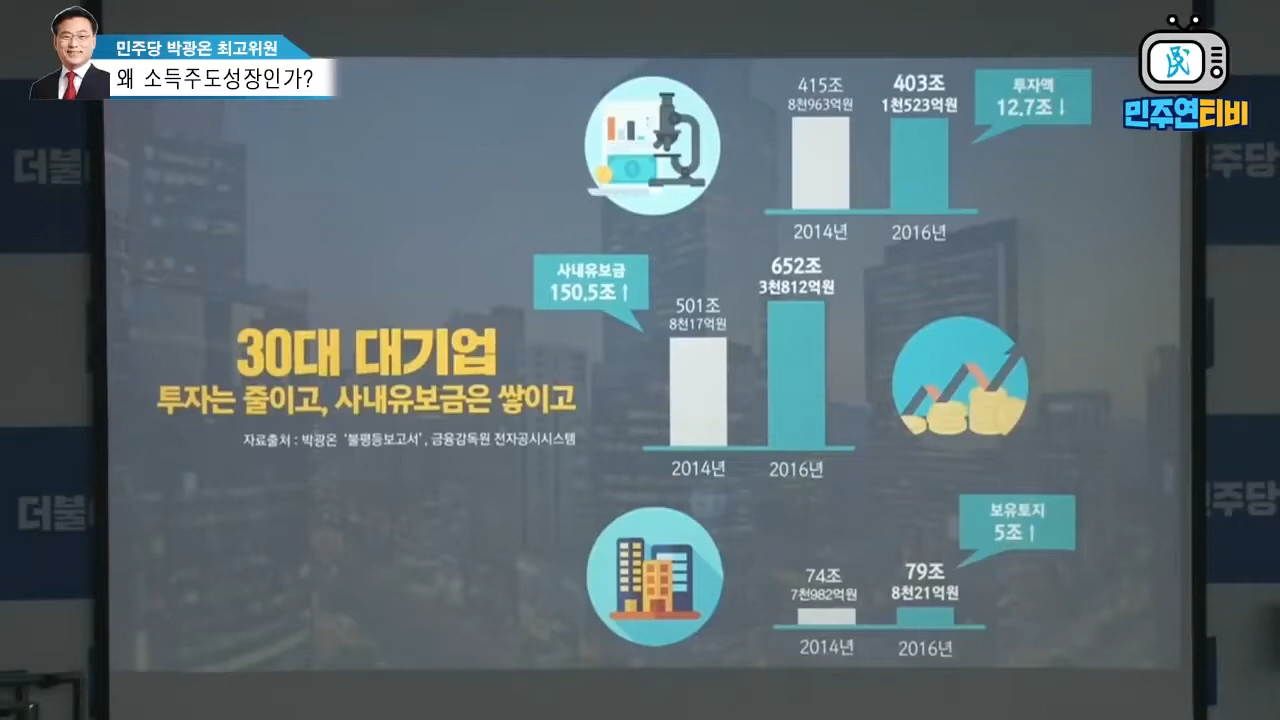 민주당 박광온 최고위원
왜 소득주도성장인가?
民
민주연티비
더불
민주당
415조
8천963억원
403조
1천523억원
투자액
12.7조↓
2014년
2016년
사내유보금
150.5조↑
501조
8천17억원
652조
3천812억원
2014년
2016년
30대 대기업
투자는 줄이고, 사내유보금은 쌓이고
자료출처 : 박광온 '불평등보고서', 금융감독원 전자공시시스템
보유토지
5조↑
74조
7천982억원
79조
8천21억원
2014년
2016년
더불
민주당